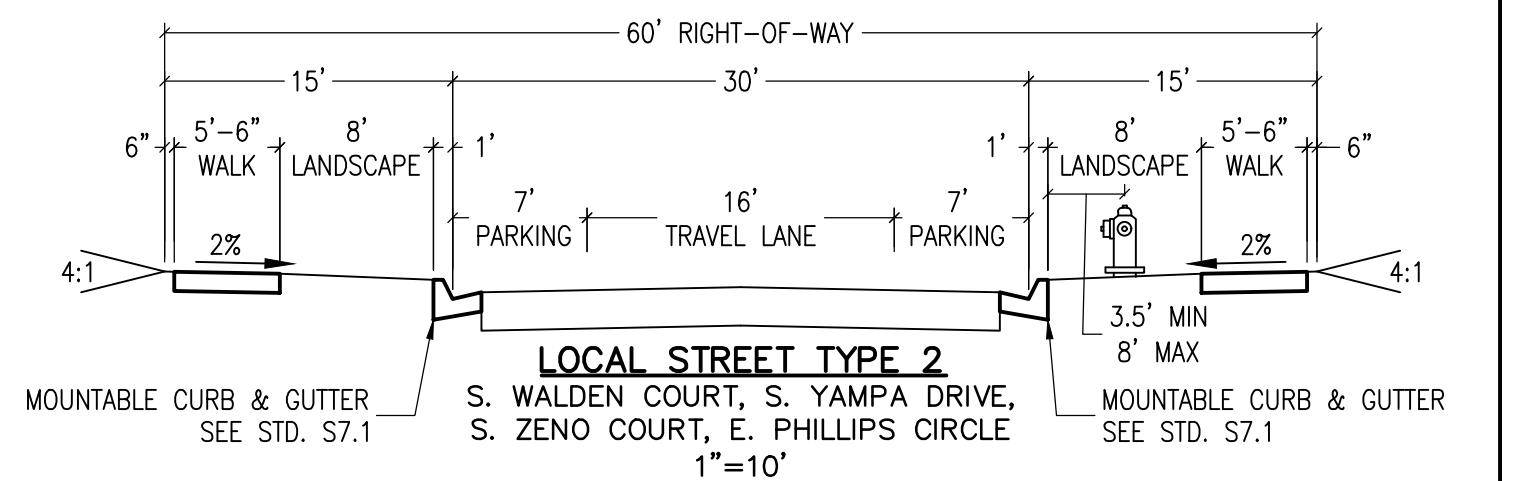 60' RIGHT-OF-WAY
15' 30' 15'
6" 5'-6" 8' 1' 1' 8' 5'-6" 6"
WALK LANDSCAPE LANDSCAPE WALK
7' 16' 7'
PARKING TRAVEL LANE PARKING
2% 2%
4:1 4:1
3.5' MIN
8' MAX
LOCAL STREET TYPE 2
S. WALDEN COURT, S. YAMPA DRIVE,
S. ZENO COURT, E. PHILLIPS CIRCLE
1"=10'
MOUNTABLE CURB & GUTTER
SEE STD. S7.1
MOUNTABLE CURB & GUTTER
SEE STD. S7.1